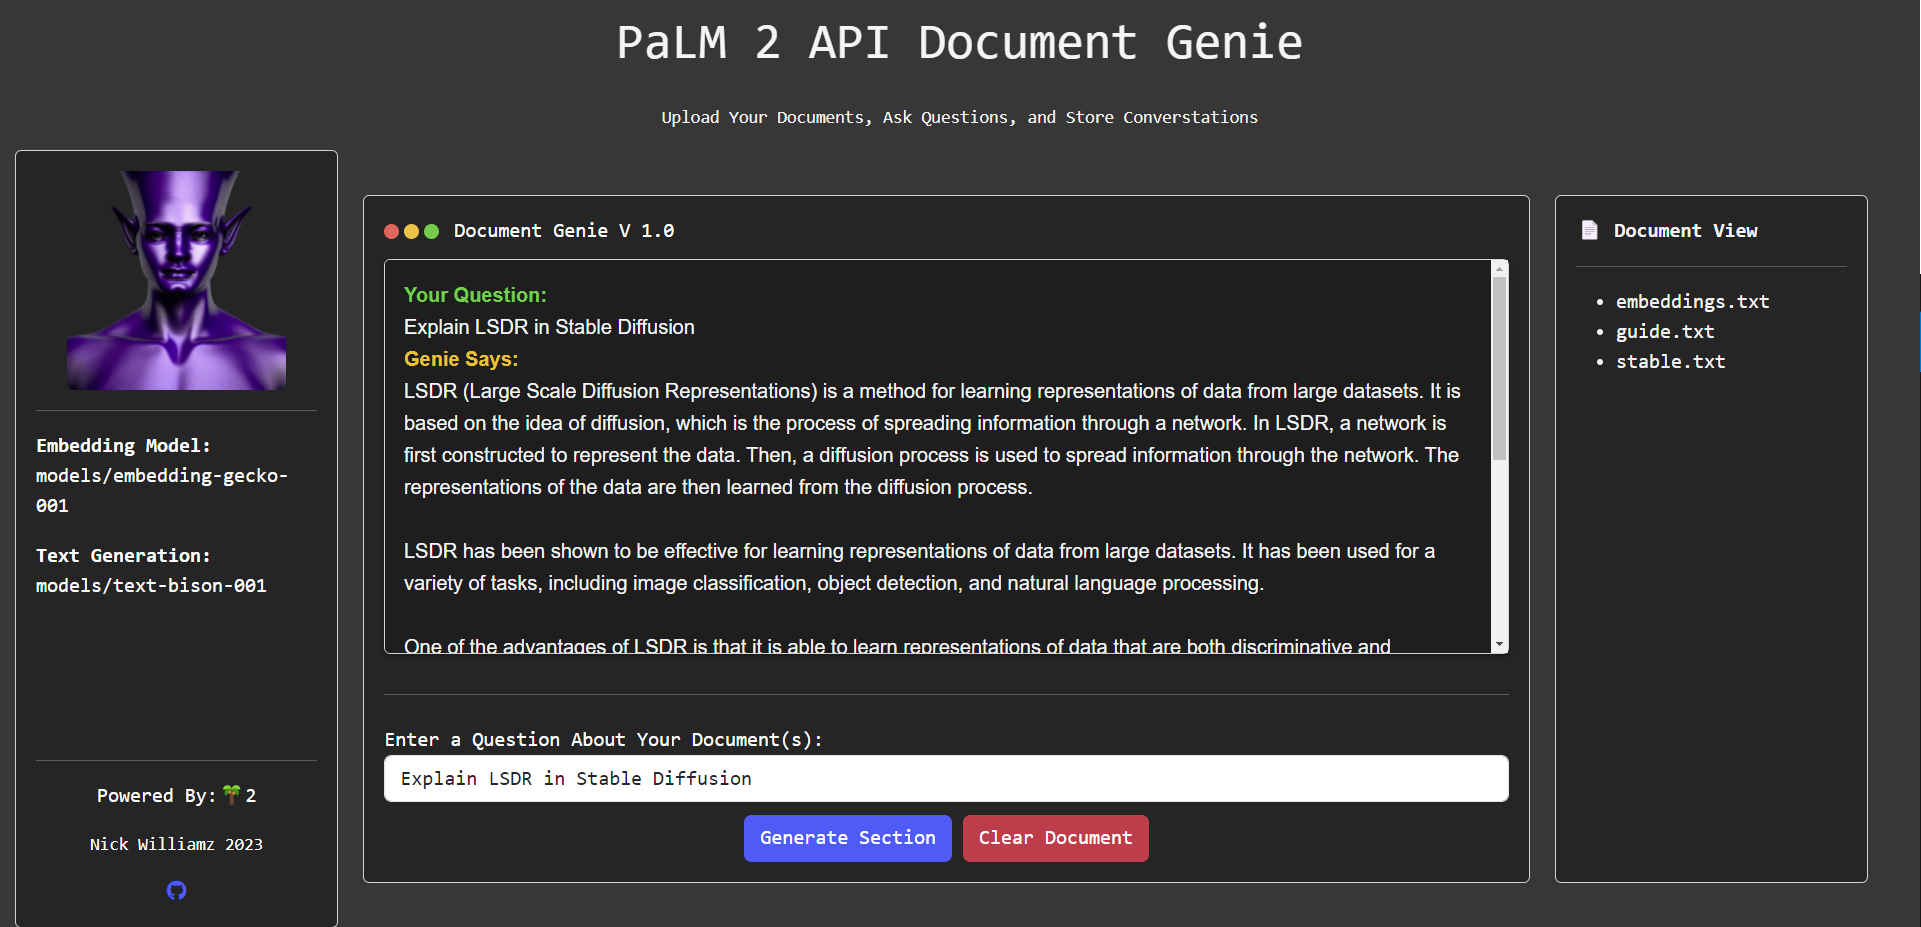 PaLM 2 API Document Genie
Upload Your Documents, Ask Questions, and Store Converstations
Embedding Model:
models/embedding-gecko-
001
Text Generation:
models/text-bison-001
Powered By:🌴2
Nick Williamz 2023
Document Genie V 1.0
Your Question:
Explain LSDR in Stable Diffusion
Genie Says:
LSDR (Large Scale Diffusion Representations) is a method for learning representations of data from large datasets. It is
based on the idea of diffusion, which is the process of spreading information through a network. In LSDR, a network is
first constructed to represent the data. Then, a diffusion process is used to spread information through the network. The
representations of the data are then learned from the diffusion process.
LSDR has been shown to be effective for learning representations of data from large datasets. It has been used for a
variety of tasks, including image classification, object detection, and natural language processing.
One of the advantages of LSDR is that it is able to learn representations of data that are both discriminative and
Enter a Question About Your Document(s):
Explain LSDR in Stable Diffusion
Generate Section
Clear Document
Document View
embeddings.txt
guide.txt
stable.txt